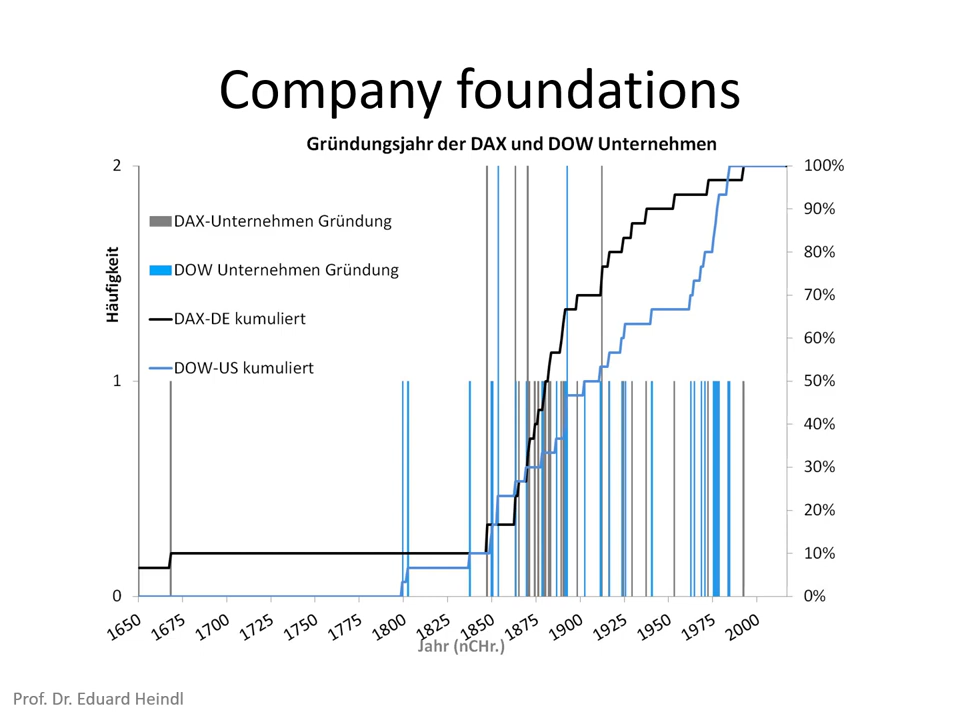 Company foundations
Gründungsjahr der DAX und DOW Unternehmen
Häufigkeit
2
1
0
DAX-Unternehmen Gründung
DOW Unternehmen Gründung
DAX-DE kumuliert
DOW-US kumuliert
100%
90%
80%
70%
60%
50%
40%
30%
20%
10%
0%
1650 1675 1700 1725 1750 1775 1800 1825 1850 1875 1900 1925 1950 1975 2000
Jahr (nCHr.)
Prof. Dr. Eduard Heindl